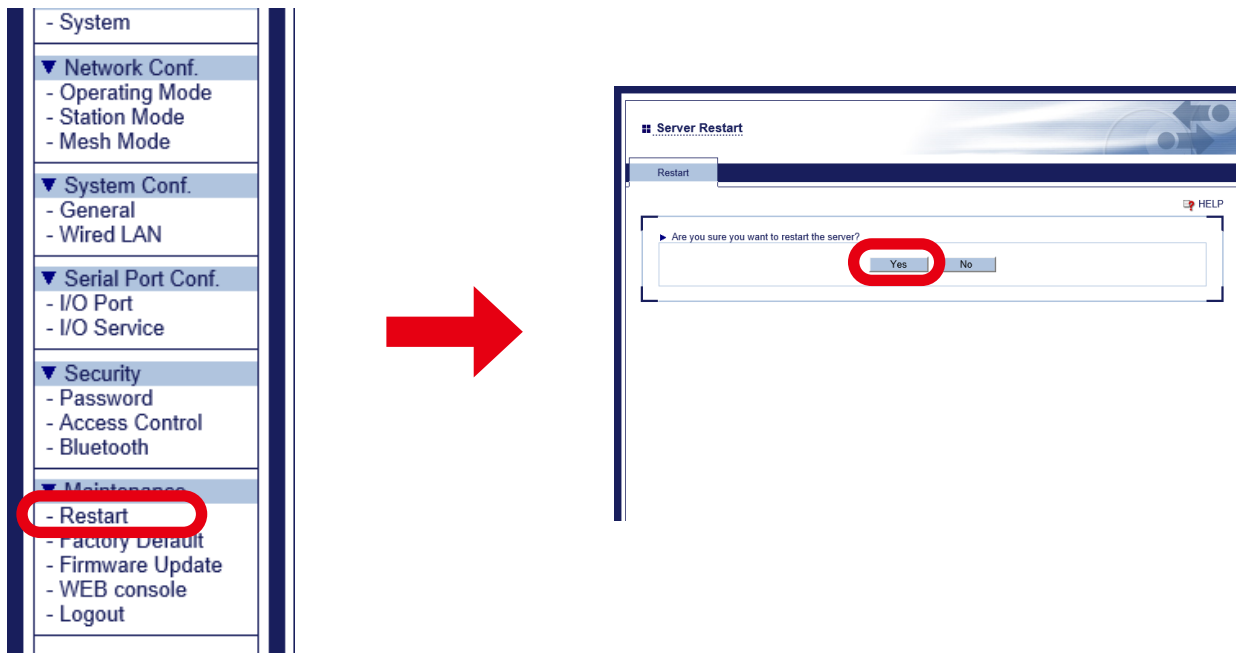 - System
▼ Network Conf.
- Operating Mode
- Station Mode
- Mesh Mode
▼ System Conf.
- General
- Wired LAN
▼ Serial Port Conf.
- I/O Port
- I/O Service
▼ Security
- Password
- Access Control
- Bluetooth
▼ Maintenance
- Restart
- Factory Default
- Firmware Update
- WEB console
- Logout
Server Restart
Restart
HELP
Are you sure you want to restart the server?
Yes No